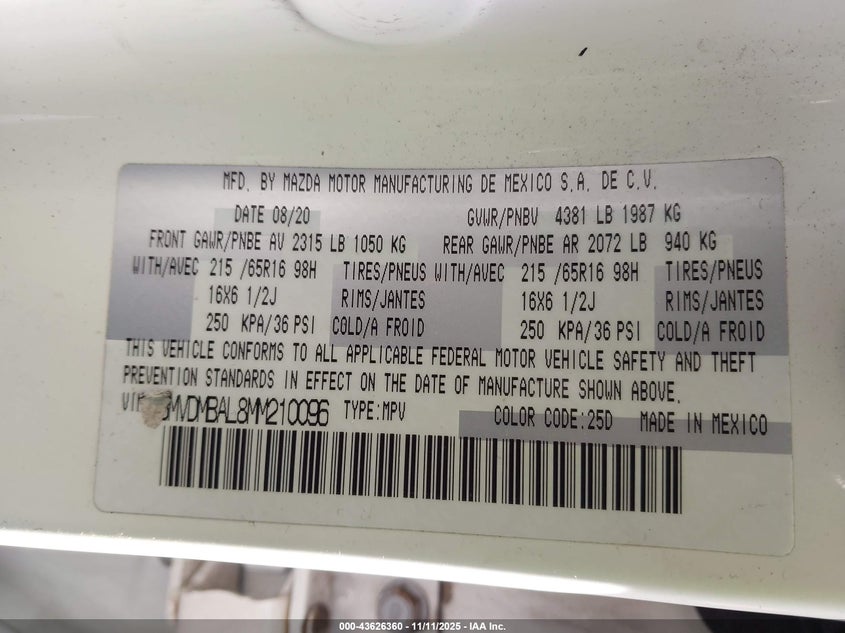 MFD. BY MAZDA MOTOR MANUFACTURING DE MEXICO S.A. DE C.V.
DATE 08/20 GVWR/PNBV 4381 LB 1987 KG
FRONT GAWR/PNBE AV 2315 LB 1050 KG REAR GAWR/PNBE AR 2072 LB 940 KG
WITH/AVEC 215 /65R16 98H TIRES/PNEUS WITH/AVEC 215 /65R16 98H TIRES/PNEUS
16X6 1/2J RIMS/JANTES 16X6 1/2J RIMS/JANTES
250 KPA/36 PSI COLD/A FROID 250 KPA/36 PSI COLD/A FROID
THIS VEHICLE CONFORMS TO ALL APPLICABLE FEDERAL MOTOR VEHICLE SAFETY AND THEFT
PREVENTION STANDARDS IN EFFECT ON THE DATE OF MANUFACTURE SHOWN ABOVE.
VIN 3MVDMBAL8MM210096 TYPE:MPV COLOR CODE:25D MADE IN MEXICO
000-43626360 - 11/11/2025 - IAA Inc.